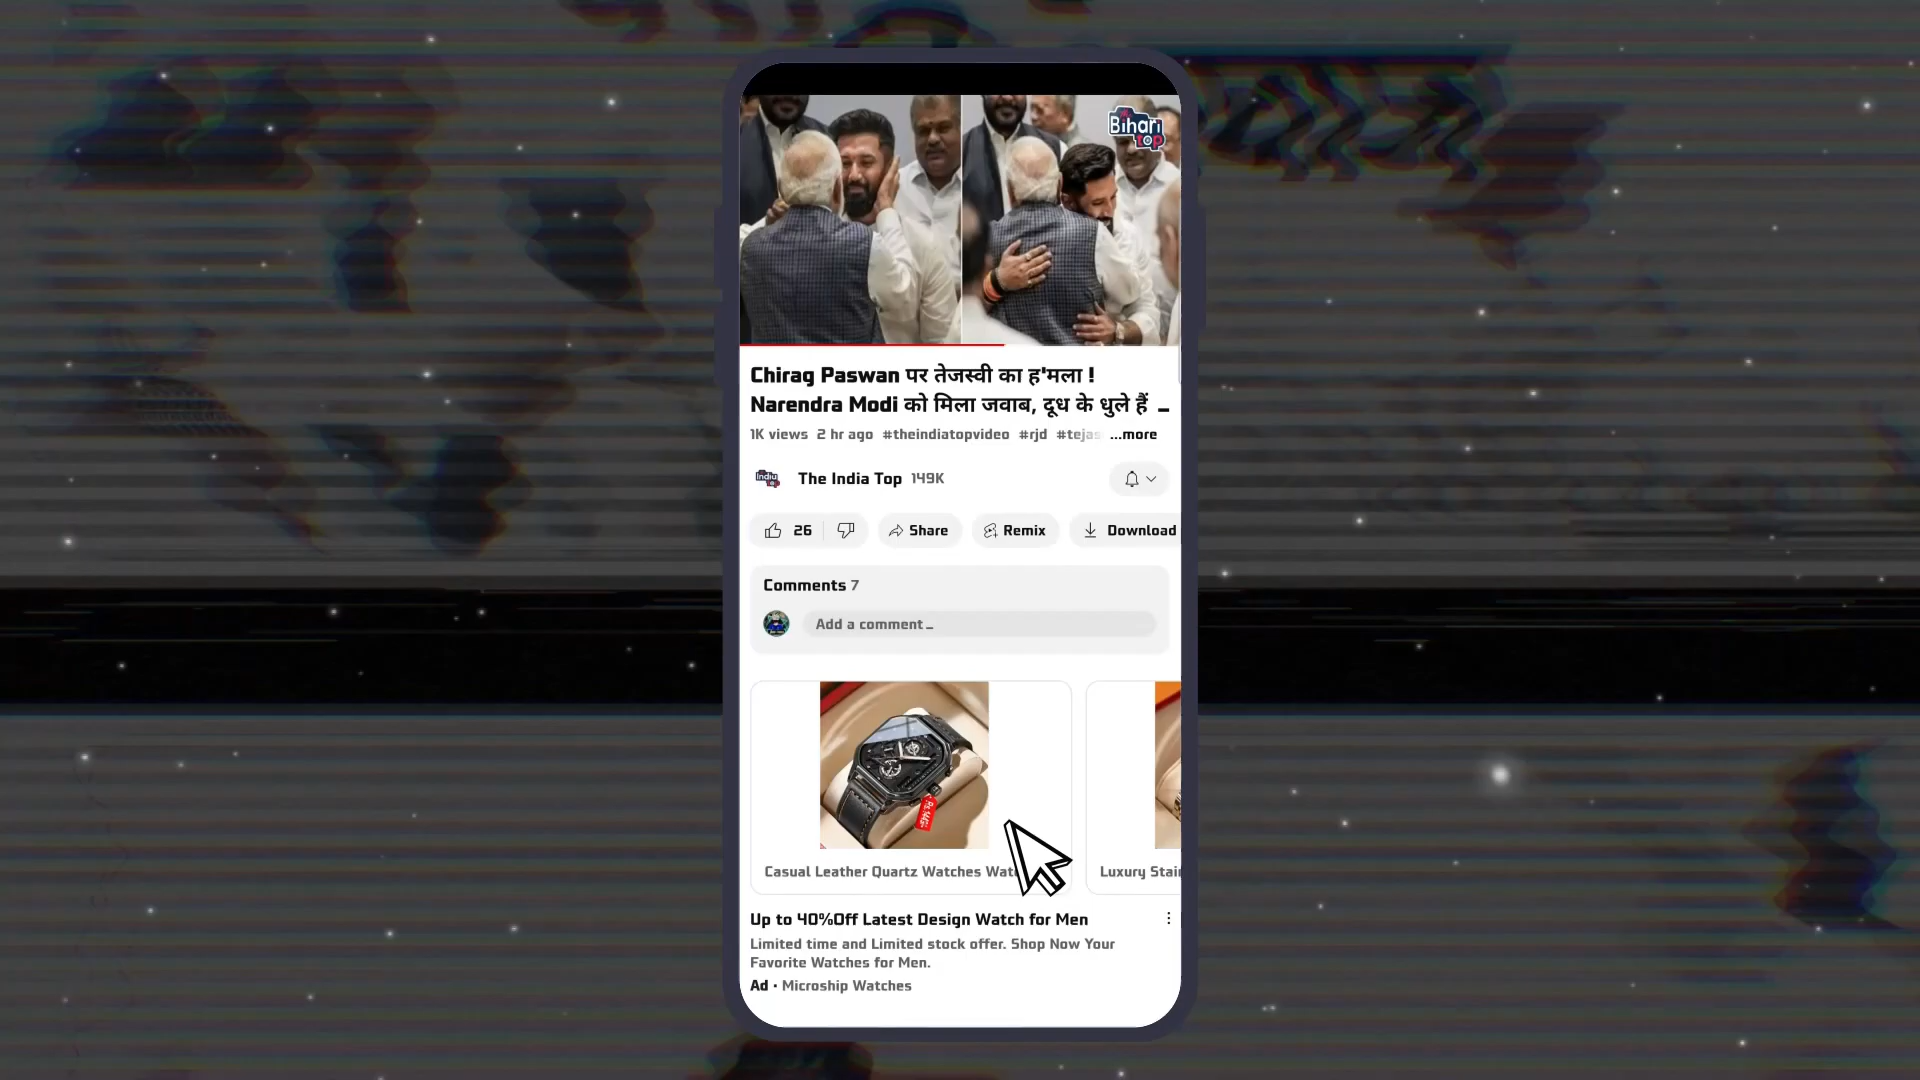 Bihari
top
Chirag Paswan पर तेजस्वी का ह'मला !
Narendra Modi को मिला जवाब, दूध के धुले हैं ...
1K views 2 hr ago #theindiatopvideo #rjd #tejas ...more
India
top
The India Top 149K
26 Share Remix Download
Comments 7
Add a comment...
Casual Leather Quartz Watches
Luxury
Up to 40%Off Latest Design Watch for Men
Limited time and Limited stock offer. Shop Now Your
Favorite Watches for Men.
Ad · Microship Watches